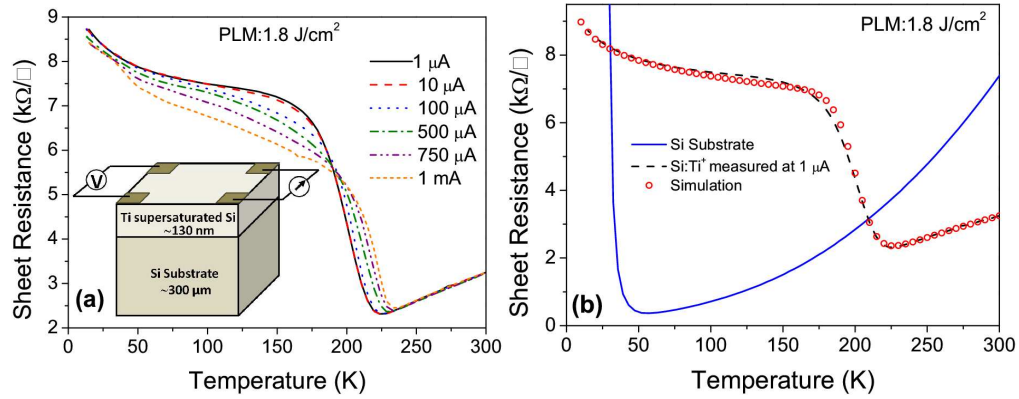 PLM:1.8 J/cm²
Sheet Resistance (kΩ/□)
9
8
7
6
5
4
3
2
1 μA
10 μA
100 μA
500 μA
750 μA
1 mA
V
Ti supersaturated Si
~130 nm
Si Substrate
~300 μm
(a)
0 50 100 150 200 250 300
Temperature (K)
PLM:1.8 J/cm²
Sheet Resistance (kΩ/□)
8
6
4
2
0
Si Substrate
Si:Ti⁺ measured at 1 μA
Simulation
(b)
0 50 100 150 200 250 300
Temperature (K)